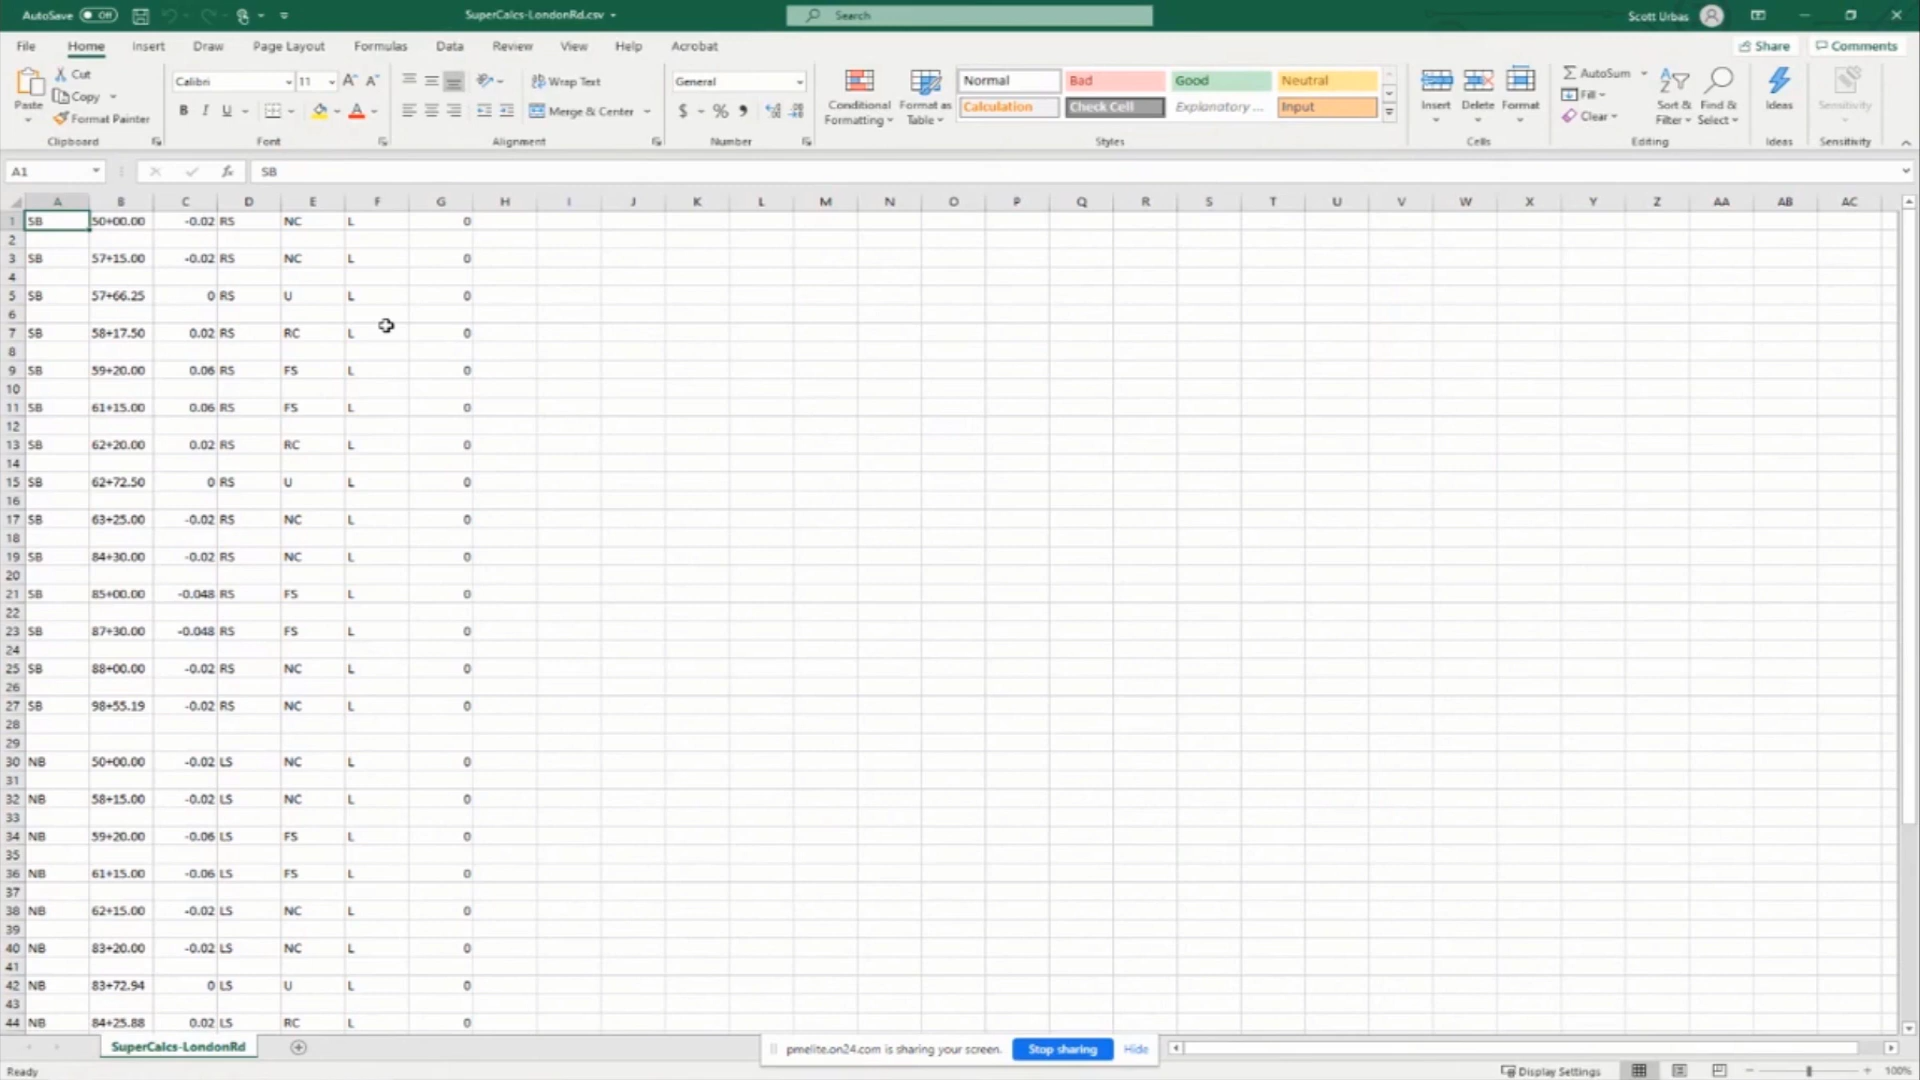 AutoSave Off SuperCalcs-LondonRd.csv Search Scott Urbas
File Home Insert Draw Page Layout Formulas Data Review View Help Acrobat Share Comments
Paste Cut Copy Format Painter Clipboard
Calibri 11 A A B I U A Font
Wrap Text Merge & Center Alignment
General $ % Number
Conditional Formatting Format as Table
Normal Bad Good Neutral
Calculation Check Cell Explanatory ... Input
Styles
Insert Delete Format Cells
AutoSum Fill Clear Sort & Filter Find & Select Editing
Ideas Ideas
Sensitivity Sensitivity
A1 fx SB
A B C D E F G H I J K L M N O P Q R S T U V W X Y Z AA AB AC
1 SB 50+00.00 -0.02 RS NC L 0
2
3 SB 57+15.00 -0.02 RS NC L 0
4
5 SB 57+66.25 0 RS U L 0
6
7 SB 58+17.50 0.02 RS RC L 0
8
9 SB 59+20.00 0.06 RS FS L 0
10
11 SB 61+15.00 0.06 RS FS L 0
12
13 SB 62+20.00 0.02 RS RC L 0
14
15 SB 62+72.50 0 RS U L 0
16
17 SB 63+25.00 -0.02 RS NC L 0
18
19 SB 84+30.00 -0.02 RS NC L 0
20
21 SB 85+00.00 -0.048 RS FS L 0
22
23 SB 87+30.00 -0.048 RS FS L 0
24
25 SB 88+00.00 -0.02 RS NC L 0
26
27 SB 98+55.19 -0.02 RS NC L 0
28
29
30 NB 50+00.00 -0.02 LS NC L 0
31
32 NB 58+15.00 -0.02 LS NC L 0
33
34 NB 59+20.00 -0.06 LS FS L 0
35
36 NB 61+15.00 -0.06 LS FS L 0
37
38 NB 62+15.00 -0.02 LS NC L 0
39
40 NB 83+20.00 -0.02 LS NC L 0
41
42 NB 83+72.94 0 LS U L 0
43
44 NB 84+25.88 0.02 LS RC L 0
SuperCalcs-LondonRd
pmelite.on24.com is sharing your screen. Stop sharing Hide
Ready Display Settings 100%